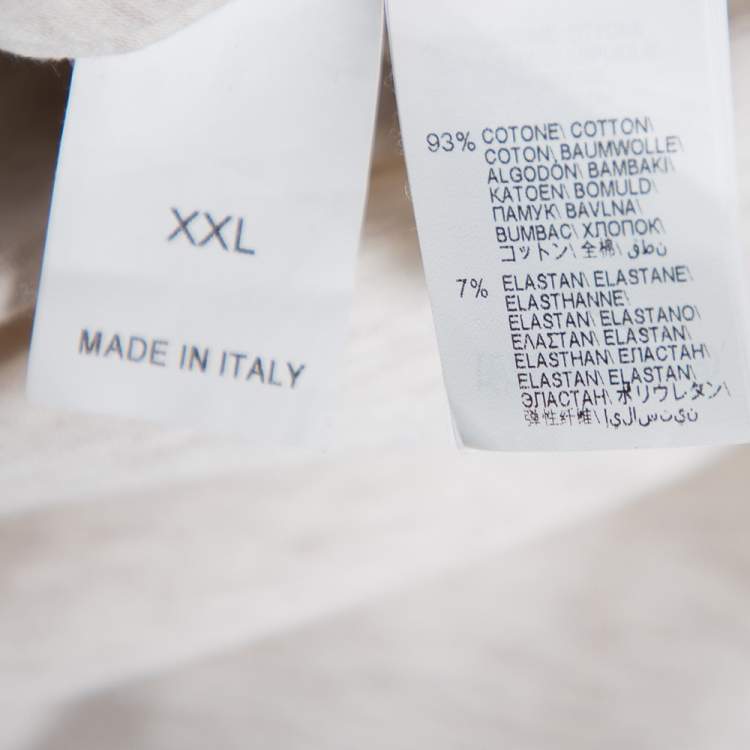 XXL
MADE IN ITALY
93% COTONE\ COTTON\
COTON\ BAUMWOLLE\
ALGODÓN\ BAMBAKI\
KATOEN\ BOMULD\
ПАМУК\ BAVLNA\
BUMBAC\ ХЛОПОК\
コットン\ 全棉\ قطن
7% ELASTAN\ ELASTANE\
ELASTHANNE\
ELASTAN\ ELASTANO\
ΕΛΑΣΤΑΝ\ ELASTAN\
ELASTHAN\ ЕЛАСТАН\
ELASTAN\ ELASTAN\
ЭЛАСТАН\ ポリウレタン\
弹性纤维\ إيلاستين